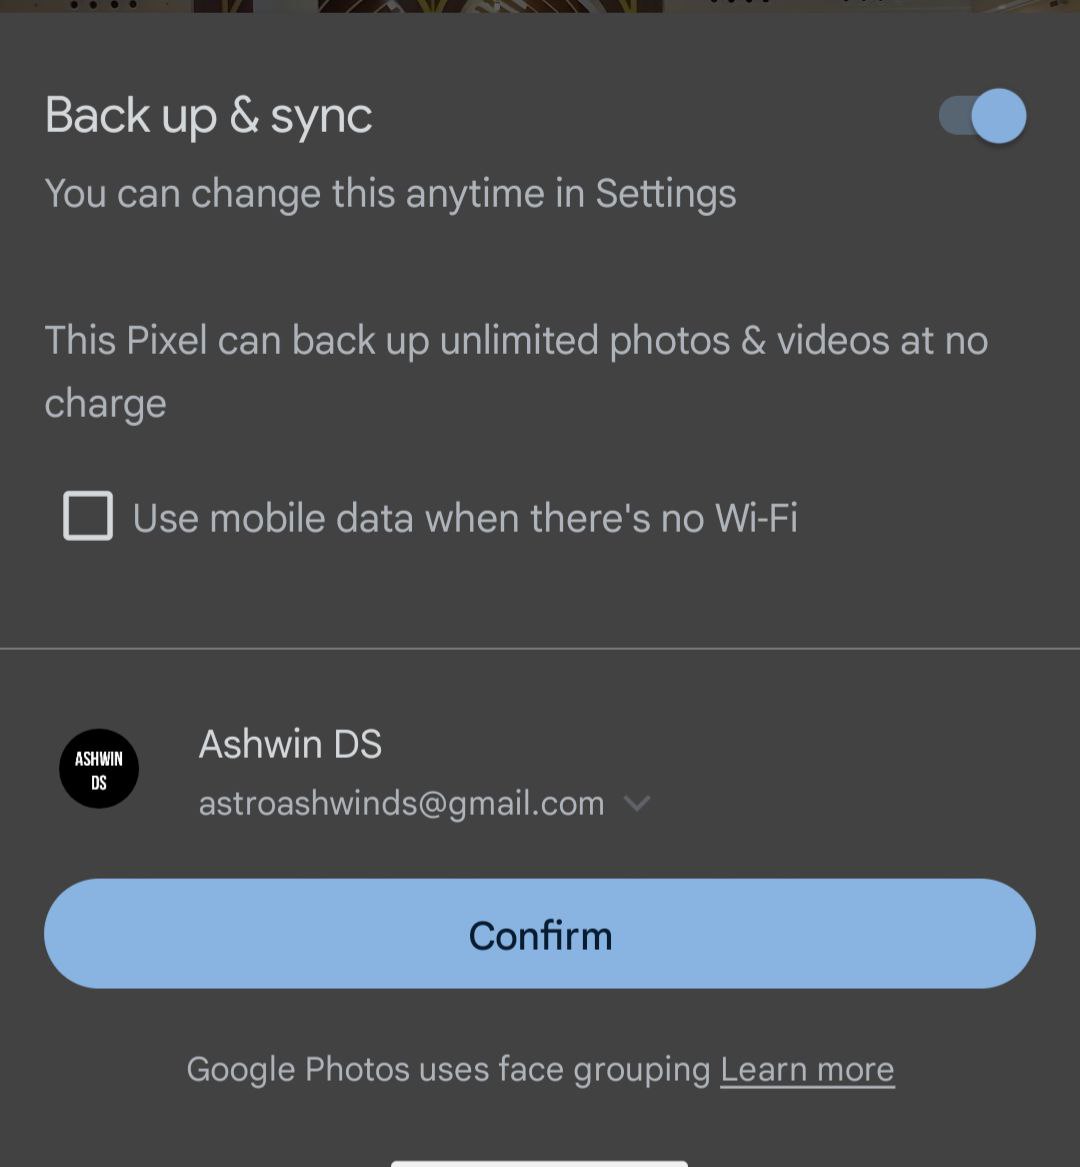 Back up & sync
You can change this anytime in Settings
This Pixel can back up unlimited photos & videos at no
charge
Use mobile data when there's no Wi-Fi
ASHWIN
DS
Ashwin DS
astroashwinds@gmail.com
Confirm
Google Photos uses face grouping Learn more